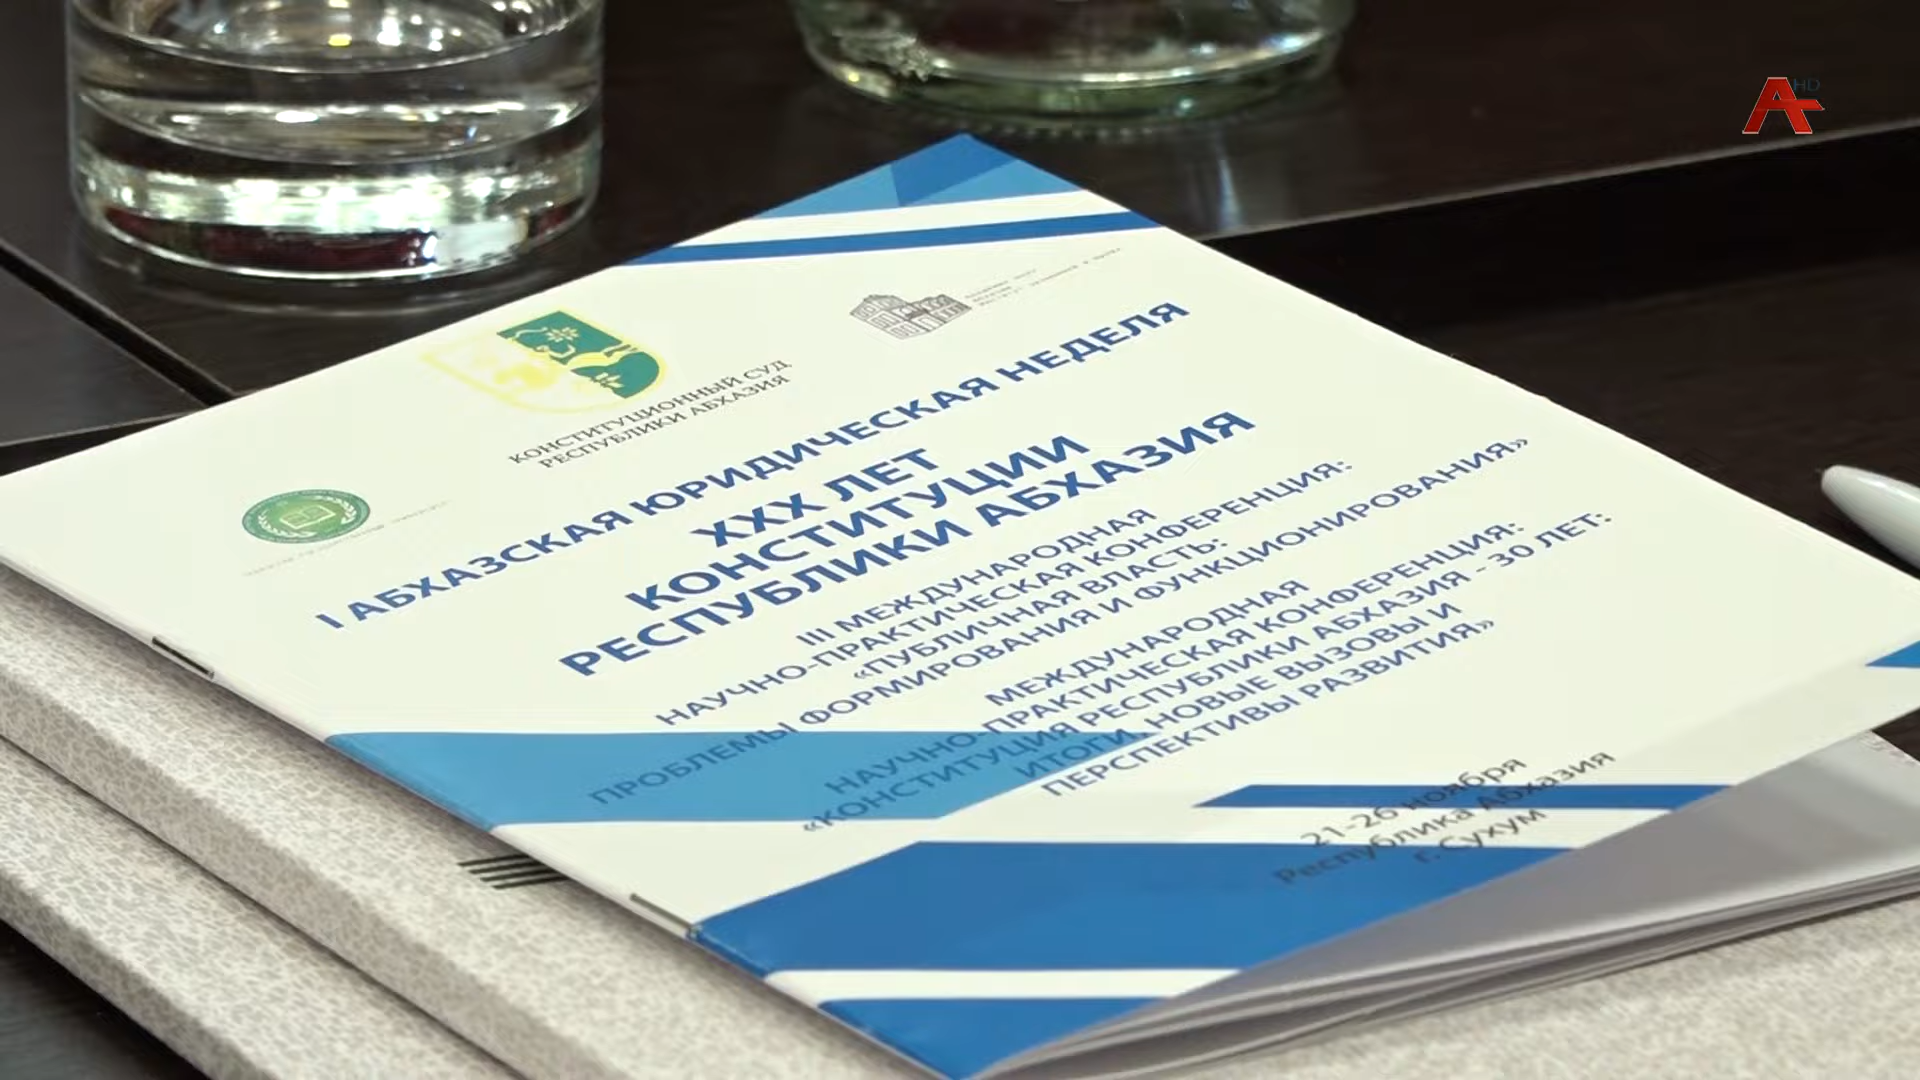 HD
КОНСТИТУЦИОННЫЙ СУД
РЕСПУБЛИКИ АБХАЗИЯ
I АБХАЗСКАЯ ЮРИДИЧЕСКАЯ НЕДЕЛЯ
XXX ЛЕТ
КОНСТИТУЦИИ
РЕСПУБЛИКИ АБХАЗИЯ
III МЕЖДУНАРОДНАЯ
НАУЧНО-ПРАКТИЧЕСКАЯ КОНФЕРЕНЦИЯ:
«ПУБЛИЧНАЯ ВЛАСТЬ:
ПРОБЛЕМЫ ФОРМИРОВАНИЯ И ФУНКЦИОНИРОВАНИЯ»
МЕЖДУНАРОДНАЯ
НАУЧНО-ПРАКТИЧЕСКАЯ КОНФЕРЕНЦИЯ:
«КОНСТИТУЦИЯ РЕСПУБЛИКИ АБХАЗИЯ - 30 ЛЕТ:
ИТОГИ, НОВЫЕ ВЫЗОВЫ И
ПЕРСПЕКТИВЫ РАЗВИТИЯ»
21-26 ноября
Республика Абхазия
г. Сухум